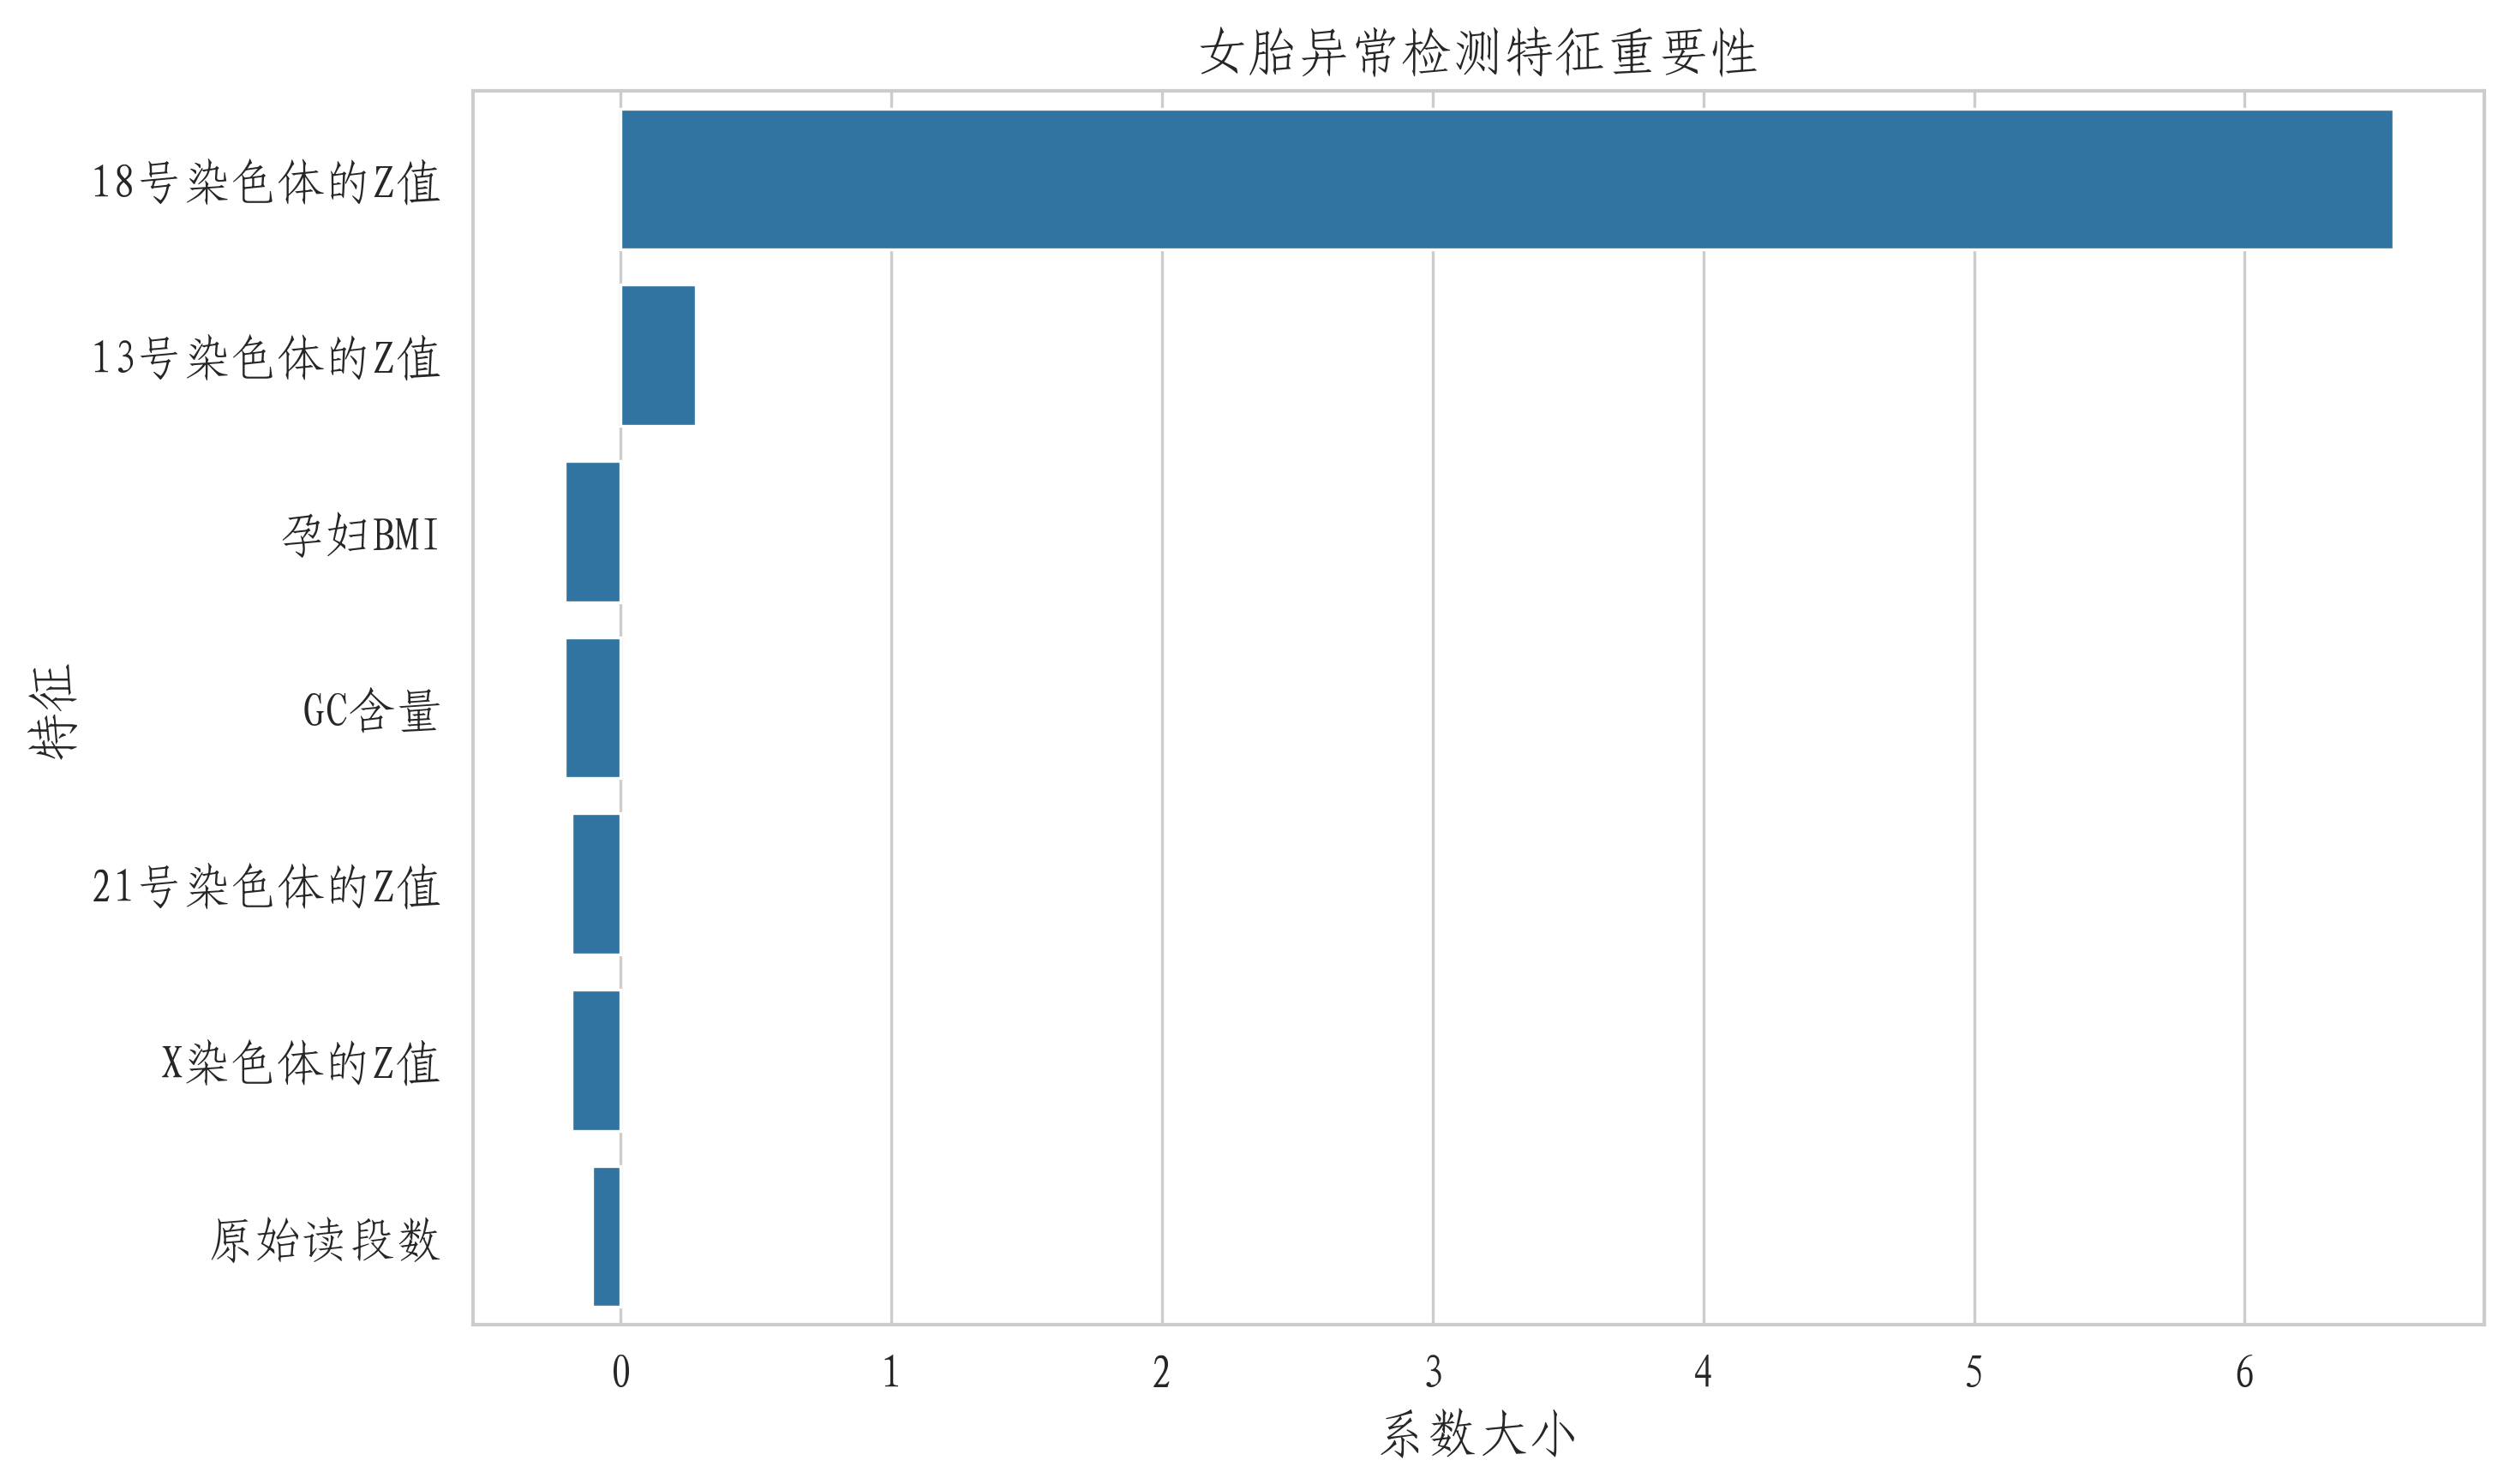 女胎异常检测特征重要性
18号染色体的Z值
13号染色体的Z值
孕妇BMI
GC含量
21号染色体的Z值
X染色体的Z值
原始读段数
特征
0 1 2 3 4 5 6
系数大小